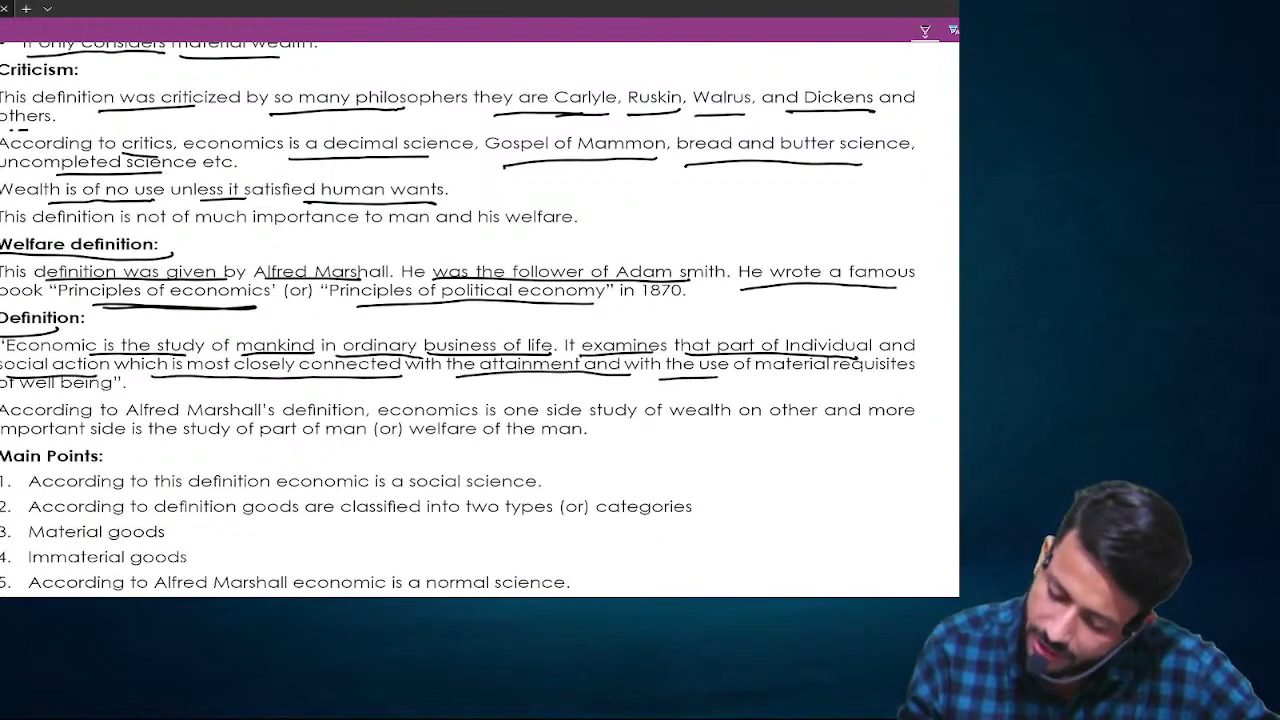 It only considers material wealth.
Criticism:
This definition was criticized by so many philosophers they are Carlyle, Ruskin, Walrus, and Dickens and
others.
According to critics, economics is a decimal science, Gospel of Mammon, bread and butter science,
uncompleted science etc.
Wealth is of no use unless it satisfied human wants.
This definition is not of much importance to man and his welfare.
Welfare definition:
This definition was given by Alfred Marshall. He was the follower of Adam smith. He wrote a famous
book “Principles of economics’ (or) “Principles of political economy” in 1870.
Definition:
“Economic is the study of mankind in ordinary business of life. It examines that part of Individual and
social action which is most closely connected with the attainment and with the use of material requisites
of well being”.
According to Alfred Marshall’s definition, economics is one side study of wealth on other and more
important side is the study of part of man (or) welfare of the man.
Main Points:
1. According to this definition economic is a social science.
2. According to definition goods are classified into two types (or) categories
3. Material goods
4. Immaterial goods
5. According to Alfred Marshall economic is a normal science.